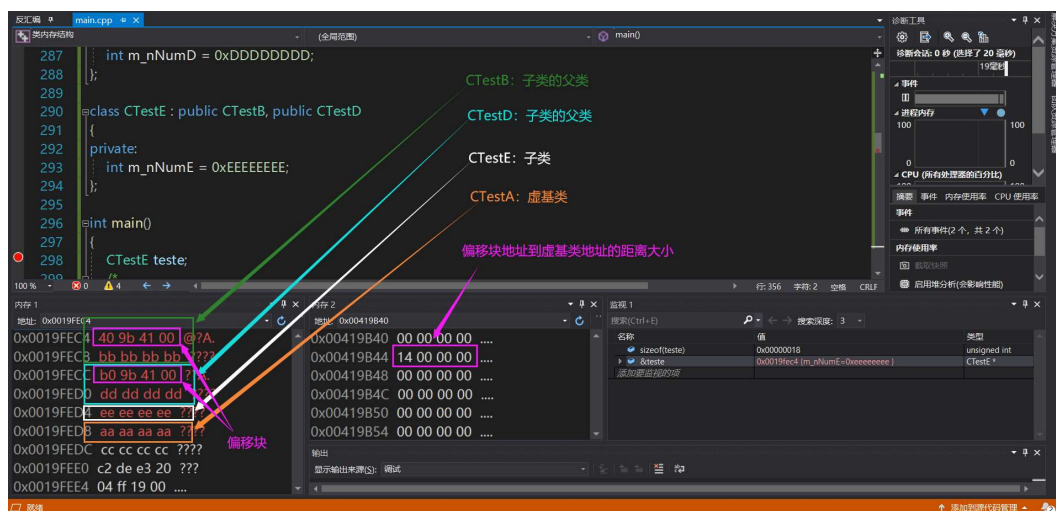 反汇编 main.cpp
类内存结构 (全局范围) main()
287 int m_nNumD = 0xDDDDDDDD;
288 };
289
290 class CTestE : public CTestB, public CTestD
291 {
292 private:
293 int m_nNumE = 0xEEEEEEEE;
294 };
295
296 int main()
297 {
298 CTestE teste;
299 /*
CTestB：子类的父类
CTestD：子类的父类
CTestE：子类
CTestA：虚基类
偏移块地址到虚基类地址的距离大小
100 % 0 4 行: 356 字符: 2 空格 CRLF
诊断工具
诊断会话: 0 秒 (选择了 20 毫秒)
19毫秒
事件
进程内存
100 100
0 0
CPU (所有处理器的百分比)
摘要 事件 内存使用率 CPU 使用率
事件
所有事件(2 个，共 2 个)
内存使用率
截取快照
启用堆分析(会影响性能)
内存 1
地址: 0x0019FEC4
0x0019FEC4 40 9b 41 00 @?A.
0x0019FEC8 bb bb bb bb ????
0x0019FECC b0 9b 41 00 ??A.
0x0019FED0 dd dd dd dd ????
0x0019FED4 ee ee ee ee ????
0x0019FED8 aa aa aa aa ????
0x0019FEDC cc cc cc cc ????
0x0019FEE0 c2 de e3 20 ???
0x0019FEE4 04 ff 19 00 ....
偏移块
内存 2
地址: 0x00419B40
0x00419B40 00 00 00 00 ....
0x00419B44 14 00 00 00 ....
0x00419B48 00 00 00 00 ....
0x00419B4C 00 00 00 00 ....
0x00419B50 00 00 00 00 ....
0x00419B54 00 00 00 00 ....
监视 1
搜索(Ctrl+E) 搜索深度: 3
名称 值 类型
sizeof(teste) 0x00000018 unsigned int
&teste 0x0019fec4 {m_nNumE=0xeeeeeeee } CTestE *
添加要监视的项
输出
显示输出来源(S): 调试
就绪 添加到源代码管理 2